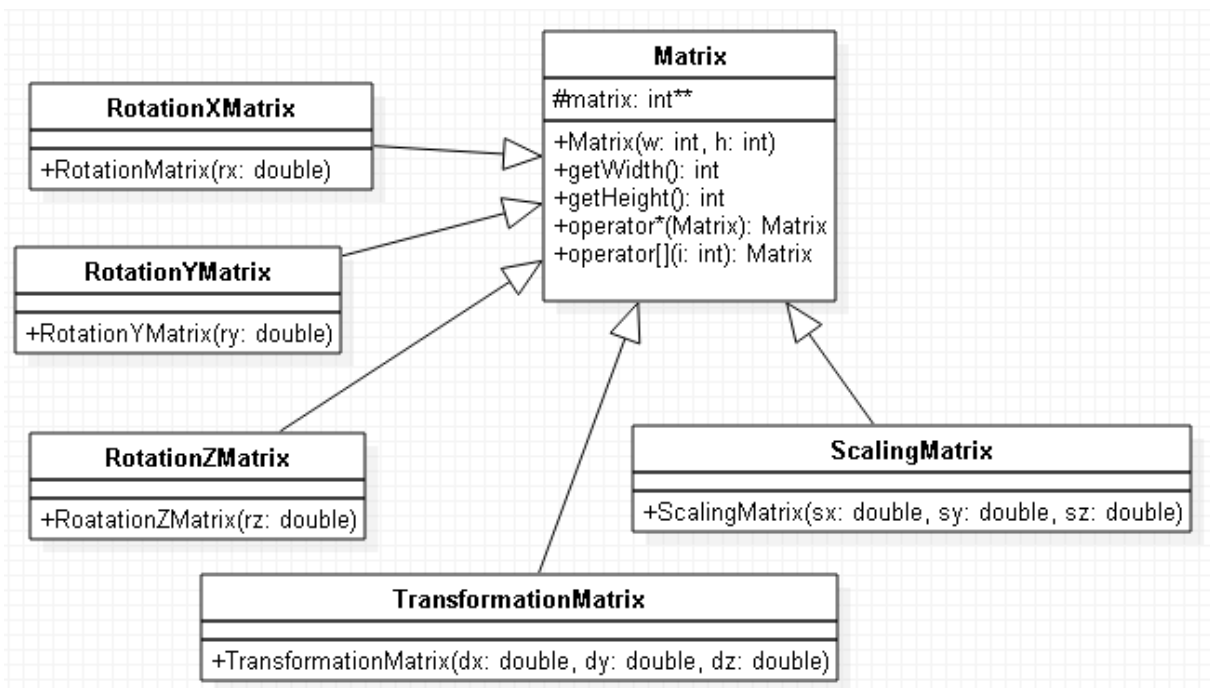 Matrix
#matrix: int**
+Matrix(w: int, h: int)
+getWidth(): int
+getHeight(): int
+operator*(Matrix): Matrix
+operator[](i: int): Matrix
RotationXMatrix
+RotationMatrix(rx: double)
RotationYMatrix
+RotationYMatrix(ry: double)
RotationZMatrix
+RoatationZMatrix(rz: double)
ScalingMatrix
+ScalingMatrix(sx: double, sy: double, sz: double)
TransformationMatrix
+TransformationMatrix(dx: double, dy: double, dz: double)